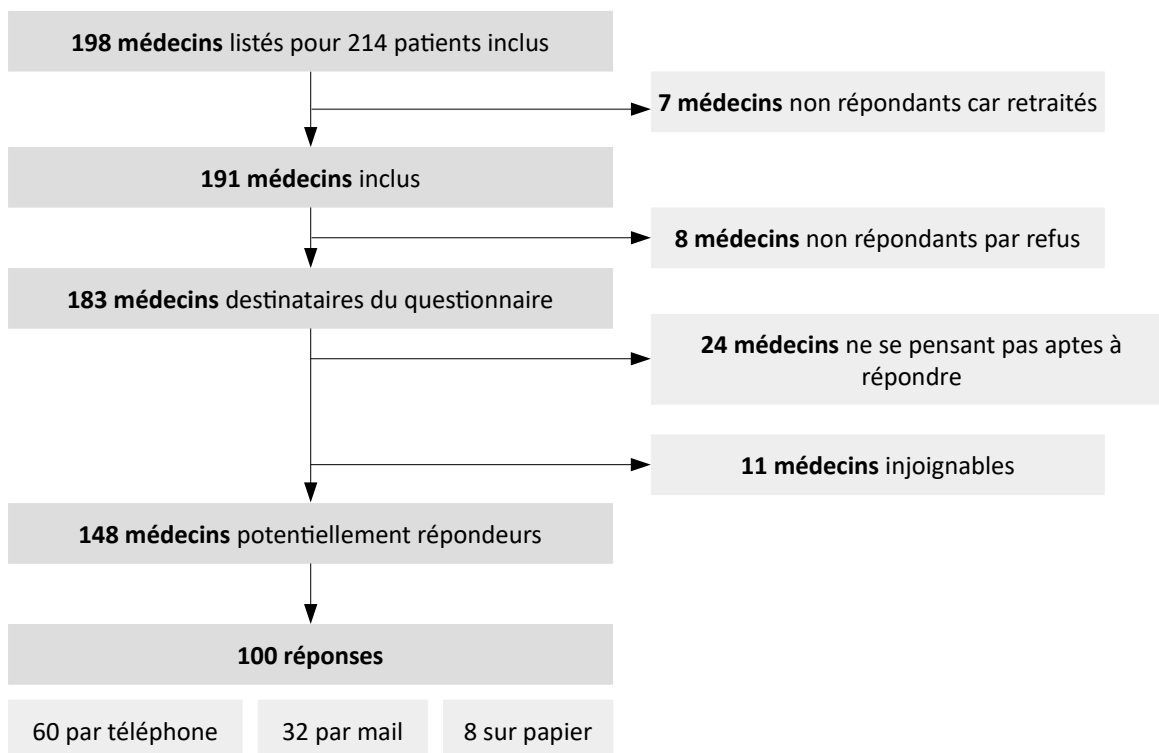 198 médecins listés pour 214 patients inclus
7 médecins non répondants car retraités
191 médecins inclus
8 médecins non répondants par refus
183 médecins destinataires du questionnaire
24 médecins ne se pensant pas aptes à
répondre
11 médecins injoignables
148 médecins potentiellement répondeurs
100 réponses
60 par téléphone
32 par mail
8 sur papier